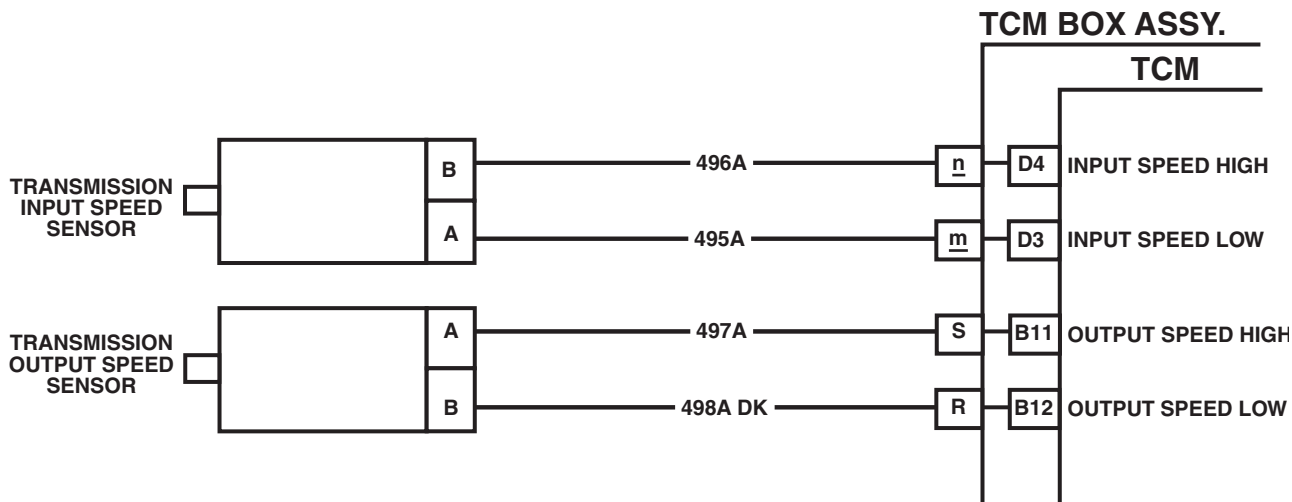 TCM BOX ASSY.
TCM
TRANSMISSION
INPUT SPEED
SENSOR
B
496A
n
D4
INPUT SPEED HIGH
A
495A
m
D3
INPUT SPEED LOW
TRANSMISSION
OUTPUT SPEED
SENSOR
A
497A
S
B11
OUTPUT SPEED HIGH
B
498A DK
R
B12
OUTPUT SPEED LOW